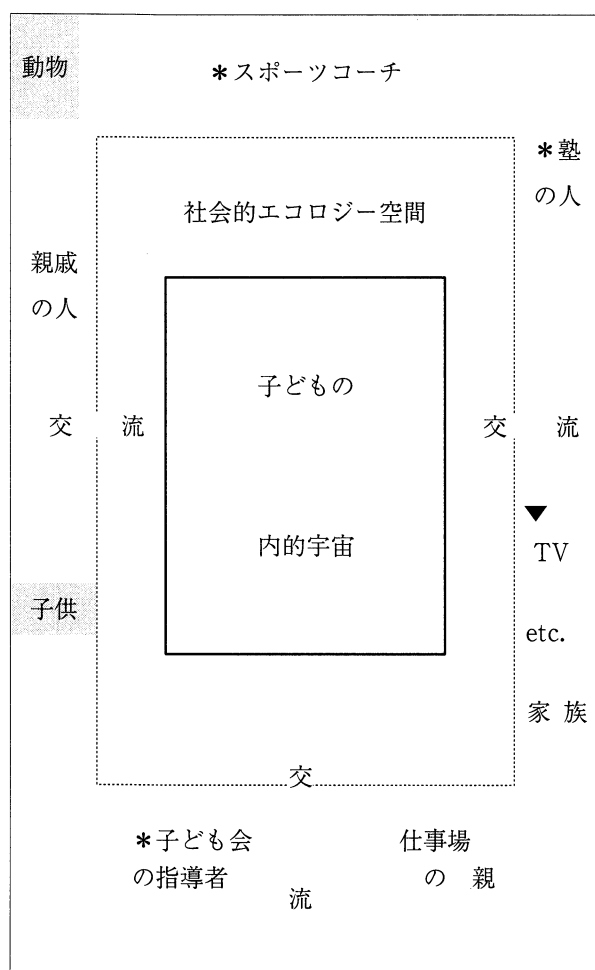 動物
＊スポーツコーチ
＊塾
の人
社会的エコロジー空間
親戚
の人
子どもの
交 流
交 流
内的宇宙
▼
TV
子供
etc.
家 族
交
＊子ども会
の指導者
仕事場
の 親
流